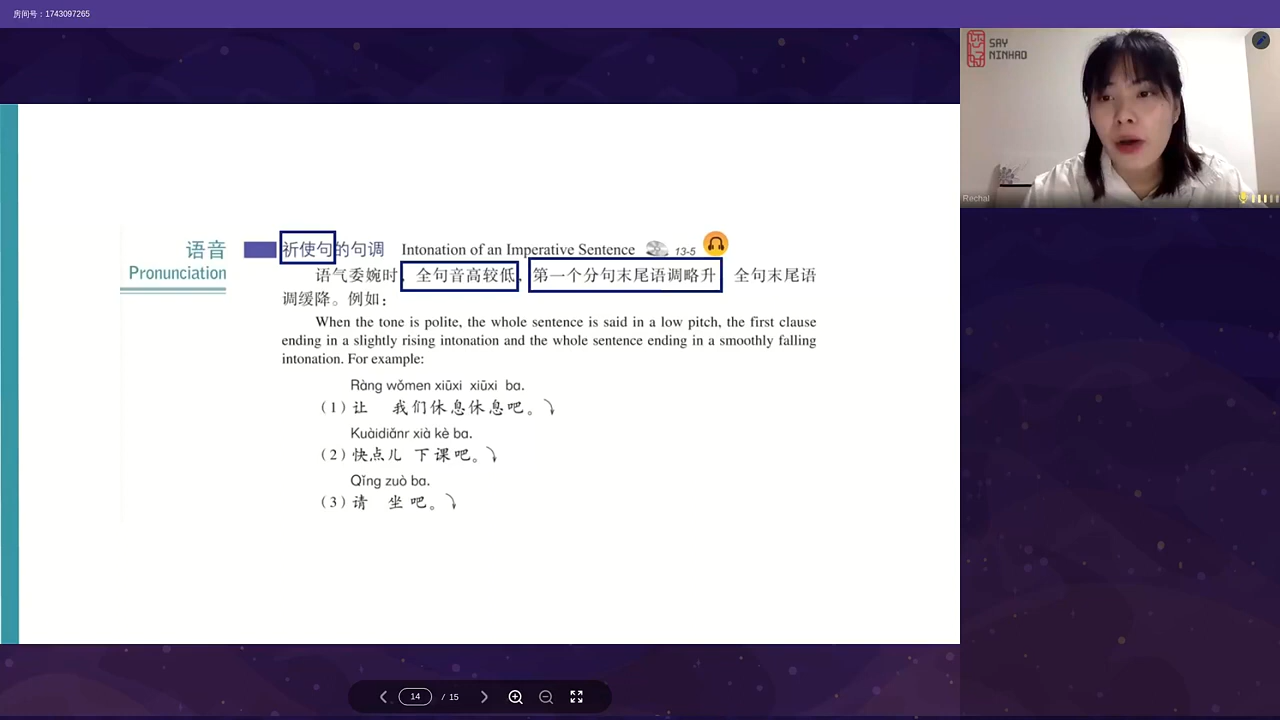 房间号：1743097265
SAY
NINHAO
Rechal
语音
Pronunciation
祈使句的句调 Intonation of an Imperative Sentence 13-5
语气委婉时，全句音高较低，第一个分句末尾语调略升，全句末尾语
调缓降。例如：
When the tone is polite, the whole sentence is said in a low pitch, the first clause
ending in a slightly rising intonation and the whole sentence ending in a smoothly falling
intonation. For example:
Ràng wǒmen xiūxi xiūxi ba.
（1）让 我们休息休息吧。
Kuàidiǎnr xià kè ba.
（2）快点儿 下课吧。
Qǐng zuò ba.
（3）请 坐吧。
14 / 15